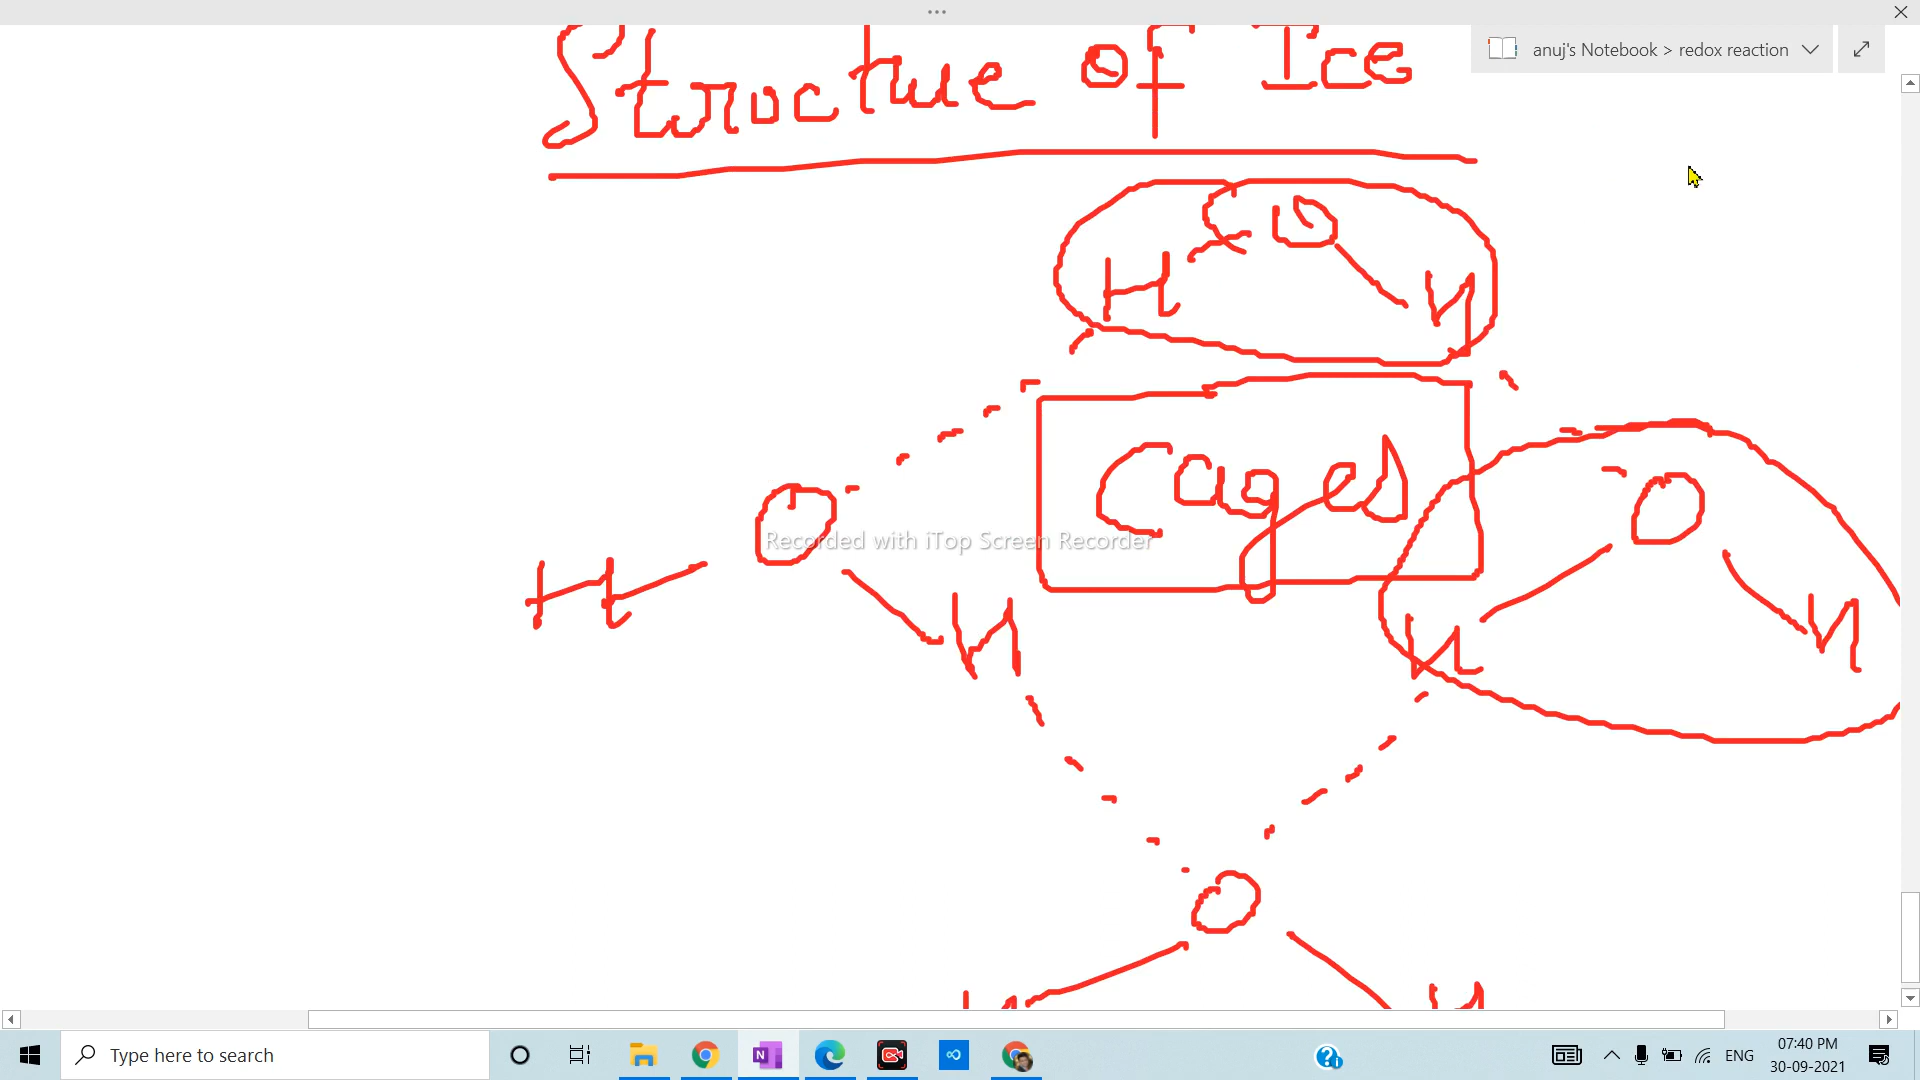 anuj's Notebook > redox reaction
Structure of Ice
O
H H
Caged
O
O
Recorded with iTop Screen Recorder
H
H
H H
O
H H
Type here to search
ENG
07:40 PM
30-09-2021